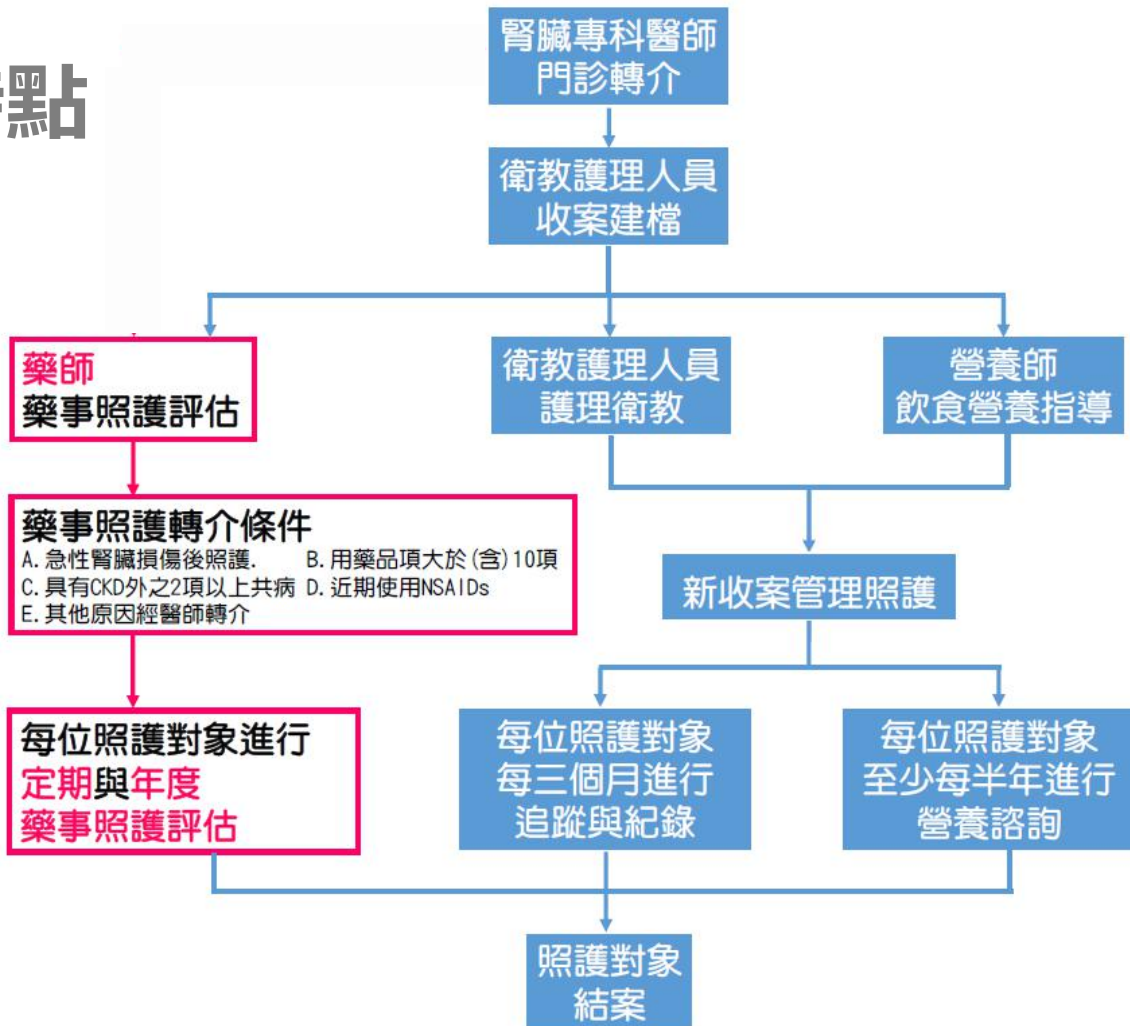 點
腎臟專科醫師
門診轉介
衛教護理人員
收案建檔
藥師
藥事照護評估
衛教護理人員
護理衛教
營養師
飲食營養指導
藥事照護轉介條件
A. 急性腎臟損傷後照護. B. 用藥品項大於(含)10項
C. 具有CKD外之2項以上共病 D. 近期使用NSAIDs
E. 其他原因經醫師轉介
新收案管理照護
每位照護對象進行
定期與年度
藥事照護評估
每位照護對象
每三個月進行
追蹤與紀錄
每位照護對象
至少每半年進行
營養諮詢
照護對象
結案